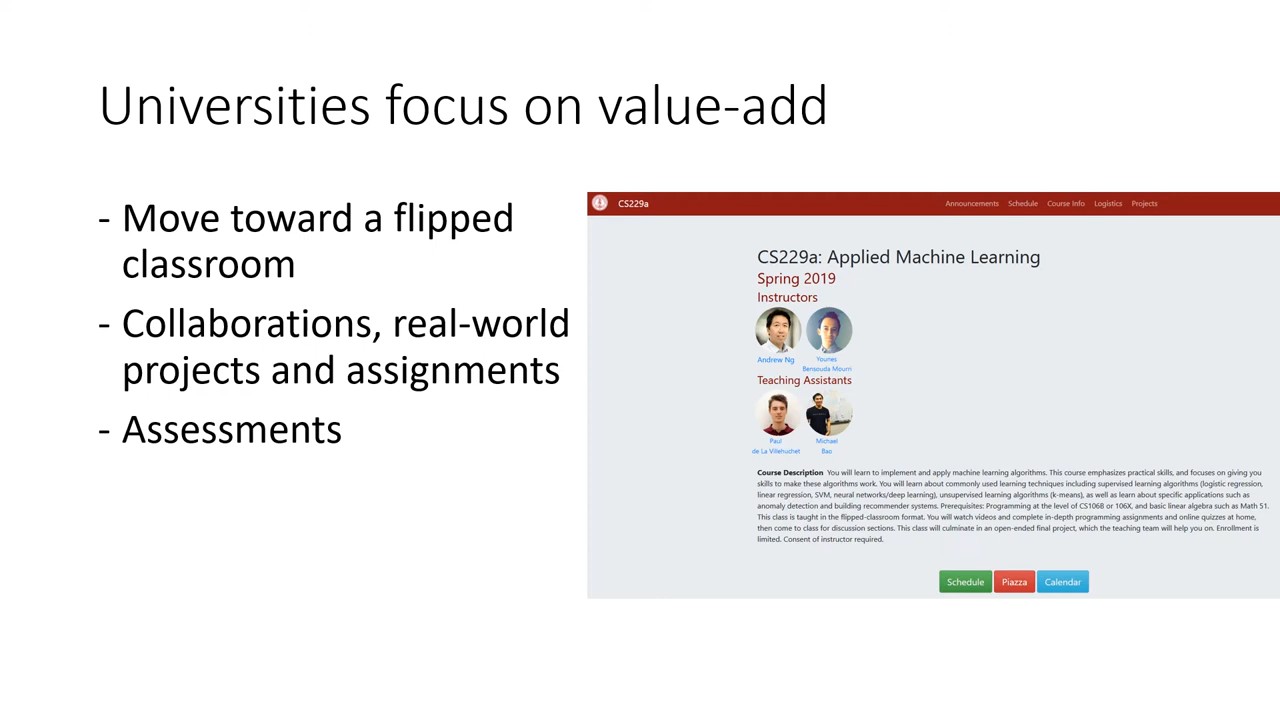 Universities focus on value-add
- Move toward a flipped
classroom
- Collaborations, real-world
projects and assignments
- Assessments
CS229a
Announcements Schedule Course Info Logistics Projects
CS229a: Applied Machine Learning
Spring 2019
Instructors
Andrew Ng
Younes
Bensouda Mourri
Teaching Assistants
Paul
de La Villehuchet
Michael
Bao
Course Description You will learn to implement and apply machine learning algorithms. This course emphasizes practical skills, and focuses on giving you
skills to make these algorithms work. You will learn about commonly used learning techniques including supervised learning algorithms (logistic regression,
linear regression, SVM, neural networks/deep learning), unsupervised learning algorithms (k-means), as well as learn about specific applications such as
anomaly detection and building recommender systems. Prerequisites: Programming at the level of CS106B or 106X, and basic linear algebra such as Math 51.
This class is taught in the flipped-classroom format. You will watch videos and complete in-depth programming assignments and online quizzes at home,
then come to class for discussion sections. This class will culminate in an open-ended final project, which the teaching team will help you on. Enrollment is
limited. Consent of instructor required.
Schedule Piazza Calendar